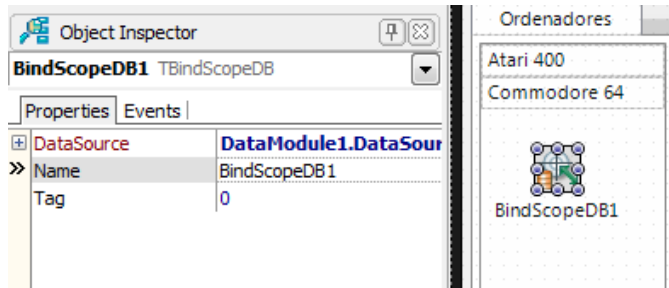 Object Inspector
BindScopeDB1 TBindScopeDB
Properties Events
DataSource DataModule1.DataSour
Name BindScopeDB1
Tag 0
Ordenadores
Atari 400
Commodore 64
BindScopeDB1